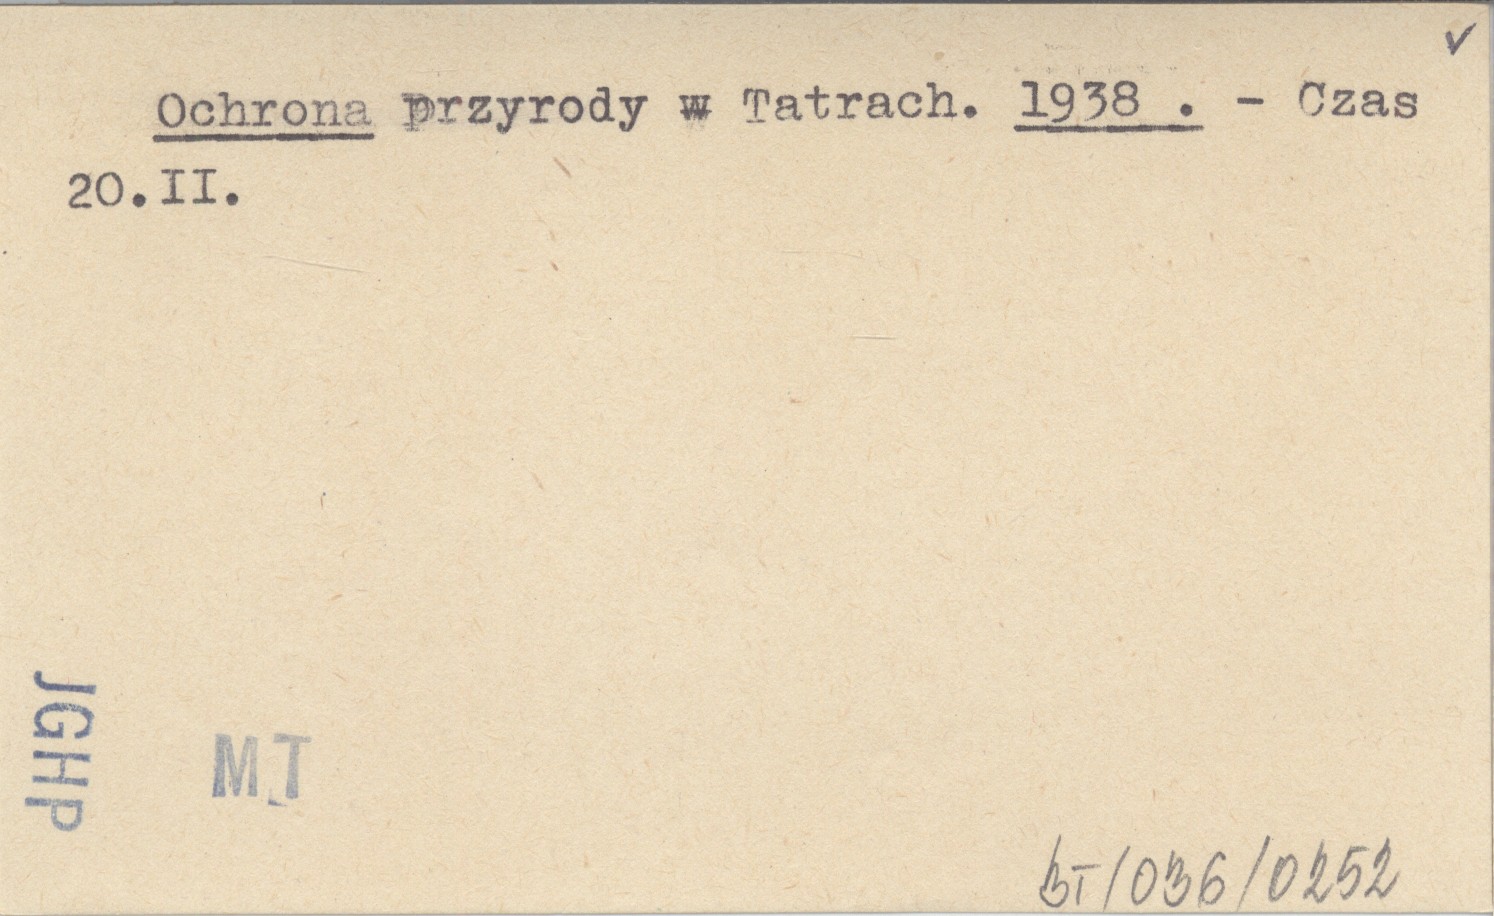 ✓
Ochrona przyrody w Tatrach. 1938 . - Czas
20.II.
JGHP
MT
BT/036/0252